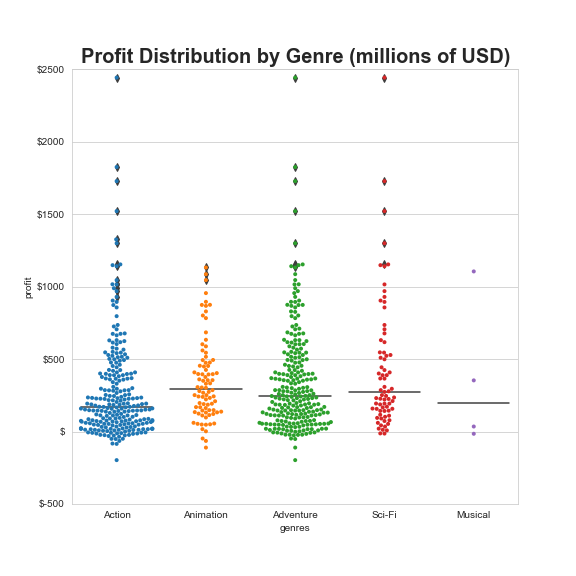 Profit Distribution by Genre (millions of USD)
$2500
$2000
$1500
$1000
$500
$
$-500
profit
Action Animation Adventure Sci-Fi Musical
genres